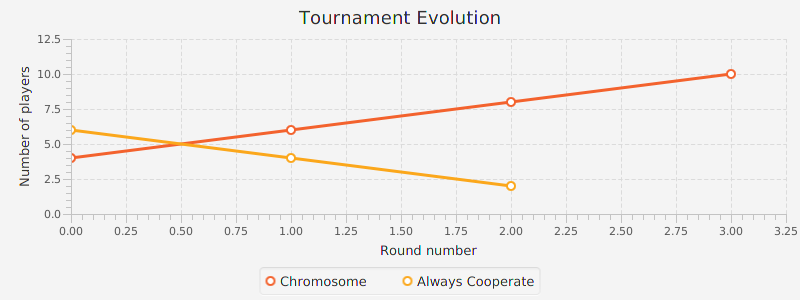 Tournament Evolution
Number of players
12.5
10.0
7.5
5.0
2.5
0.0
0.00 0.25 0.50 0.75 1.00 1.25 1.50 1.75 2.00 2.25 2.50 2.75 3.00 3.25
Round number
Chromosome Always Cooperate